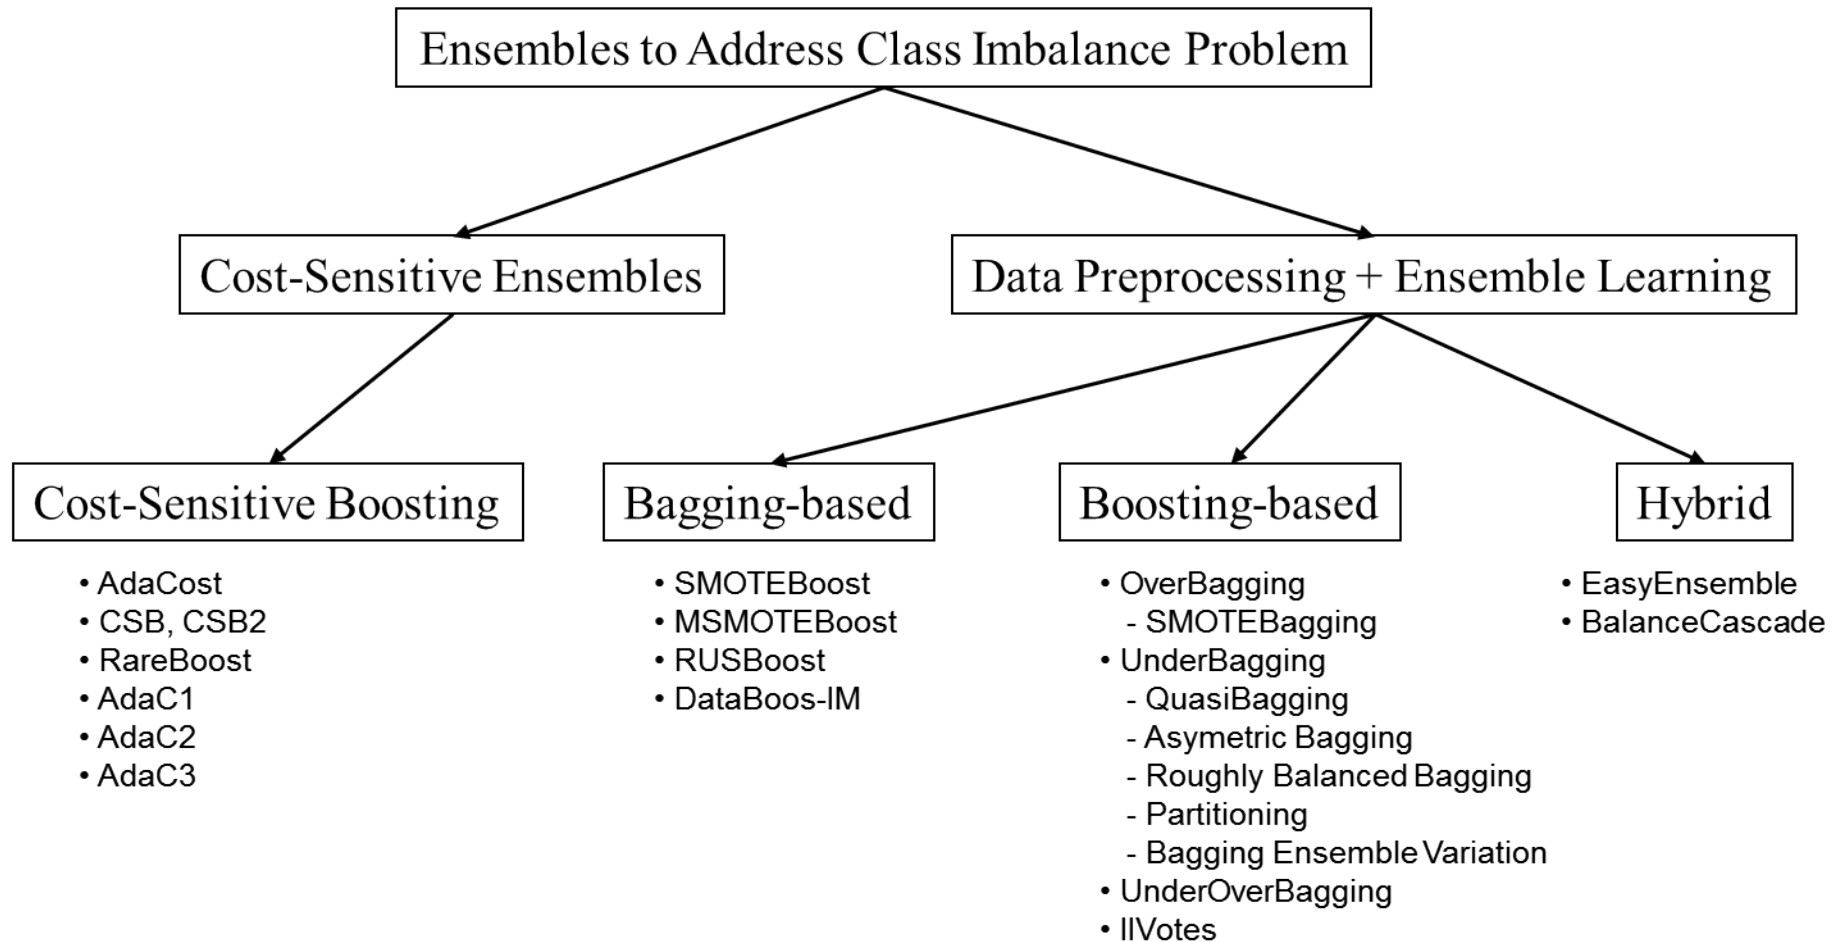 Ensembles to Address Class Imbalance Problem
Cost-Sensitive Ensembles
Data Preprocessing + Ensemble Learning
Cost-Sensitive Boosting
• AdaCost
• CSB, CSB2
• RareBoost
• AdaC1
• AdaC2
• AdaC3
Bagging-based
• SMOTEBoost
• MSMOTEBoost
• RUSBoost
• DataBoos-IM
Boosting-based
• OverBagging
- SMOTEBagging
• UnderBagging
- QuasiBagging
- Asymetric Bagging
- Roughly Balanced Bagging
- Partitioning
- Bagging Ensemble Variation
• UnderOverBagging
• IIVotes
Hybrid
• EasyEnsemble
• BalanceCascade